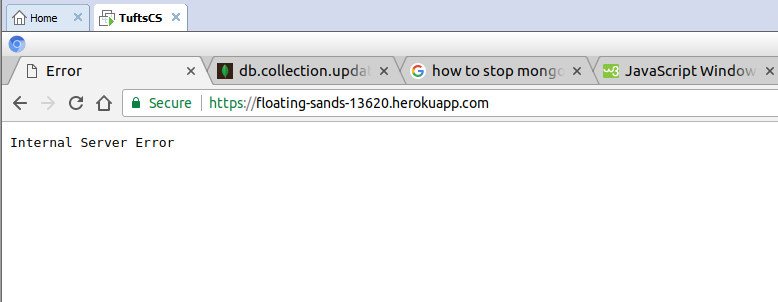 Home TuftsCS
Error db.collection.updat how to stop mongo JavaScript Window
Secure https://floating-sands-13620.herokuapp.com
Internal Server Error